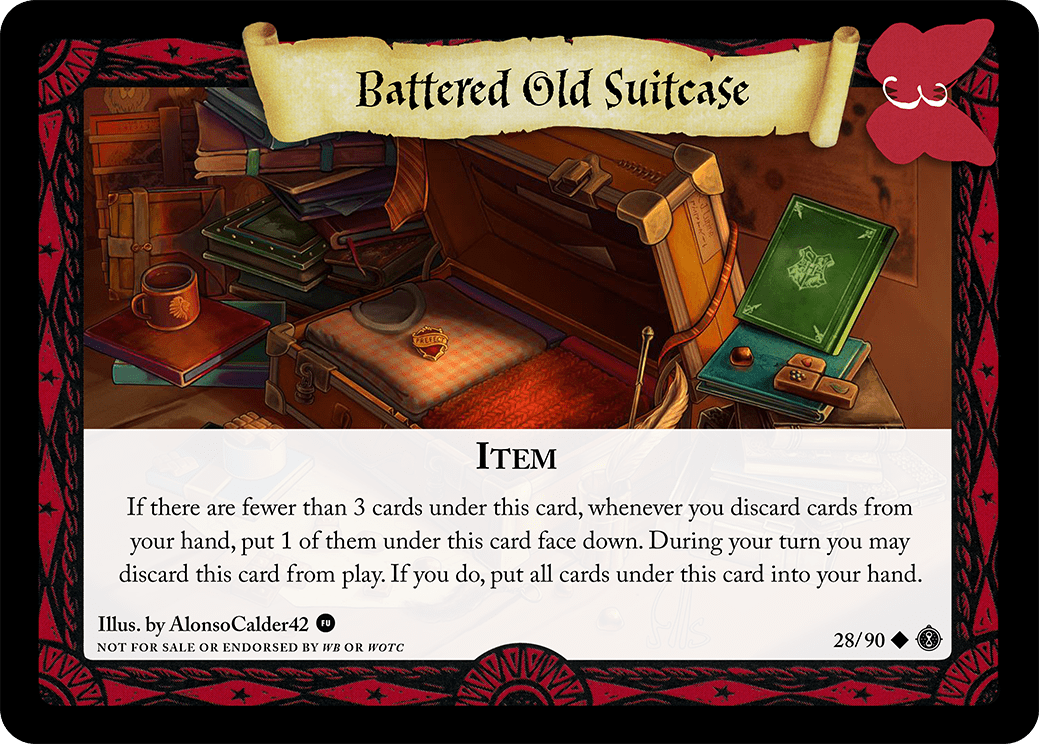 Battered Old Suitcase
PREFECT
Item
If there are fewer than 3 cards under this card, whenever you discard cards from
your hand, put 1 of them under this card face down. During your turn you may
discard this card from play. If you do, put all cards under this card into your hand.
Illus. by AlonsoCalder42 FU
NOT FOR SALE OR ENDORSED BY WB OR WOTC
28/90